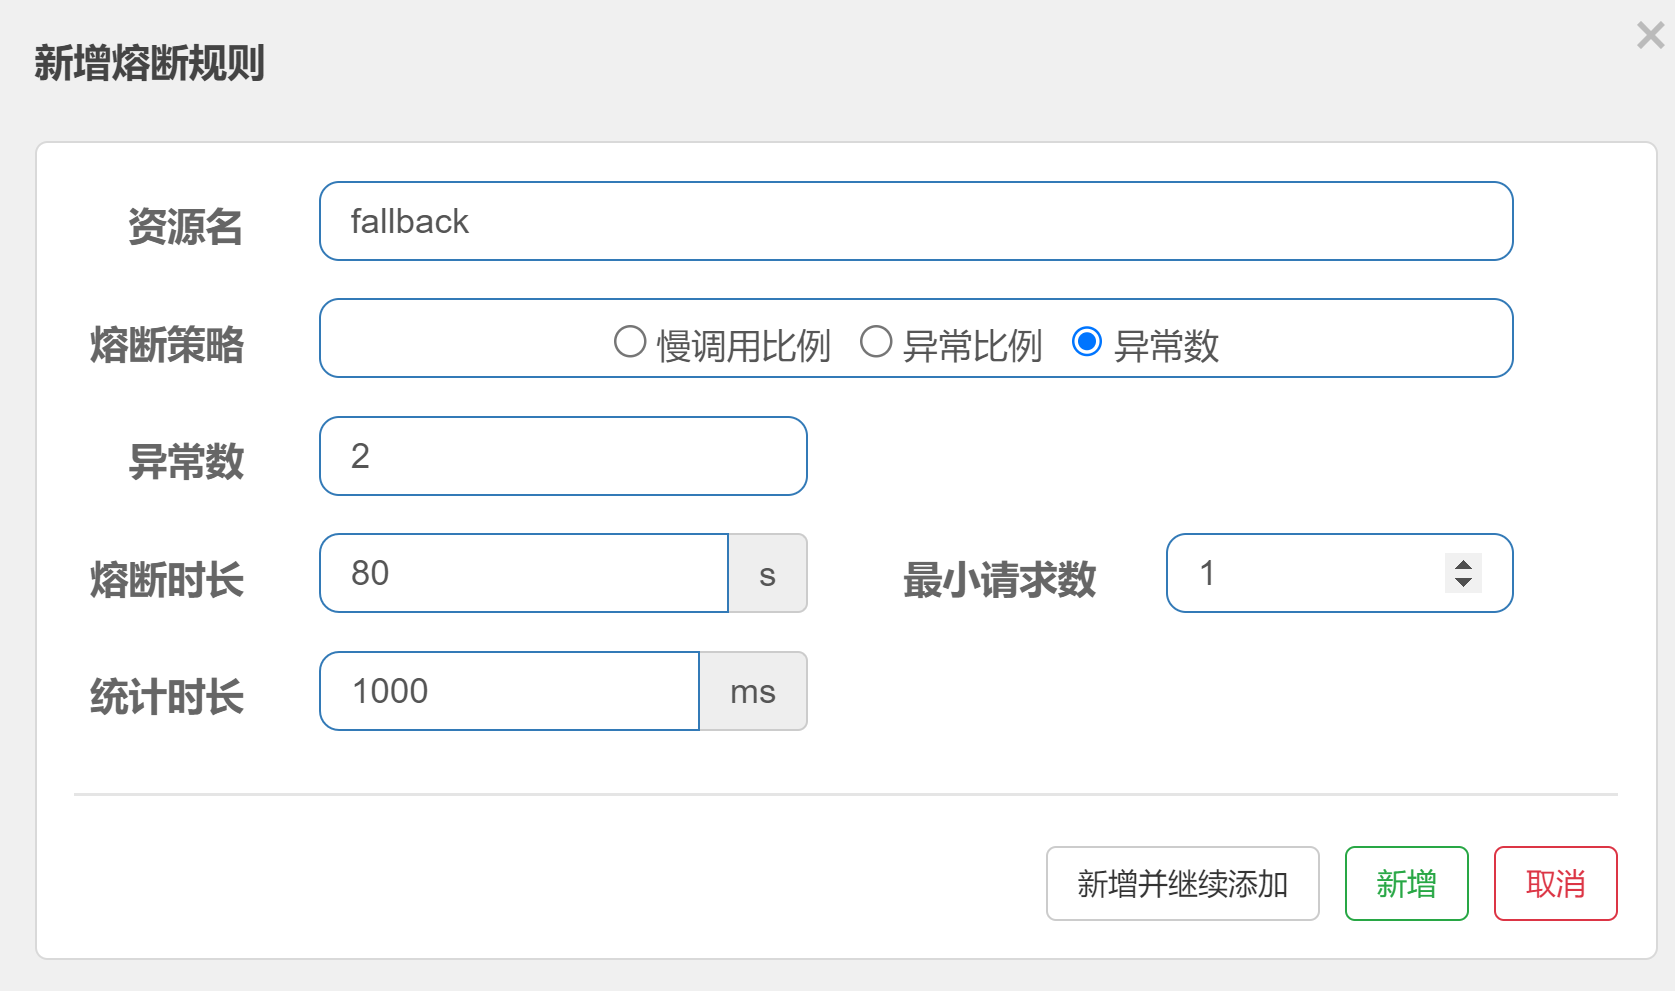 新增熔断规则
资源名 fallback
熔断策略 慢调用比例 异常比例 异常数
异常数 2
熔断时长 80 s 最小请求数 1
统计时长 1000 ms
新增并继续添加 新增 取消